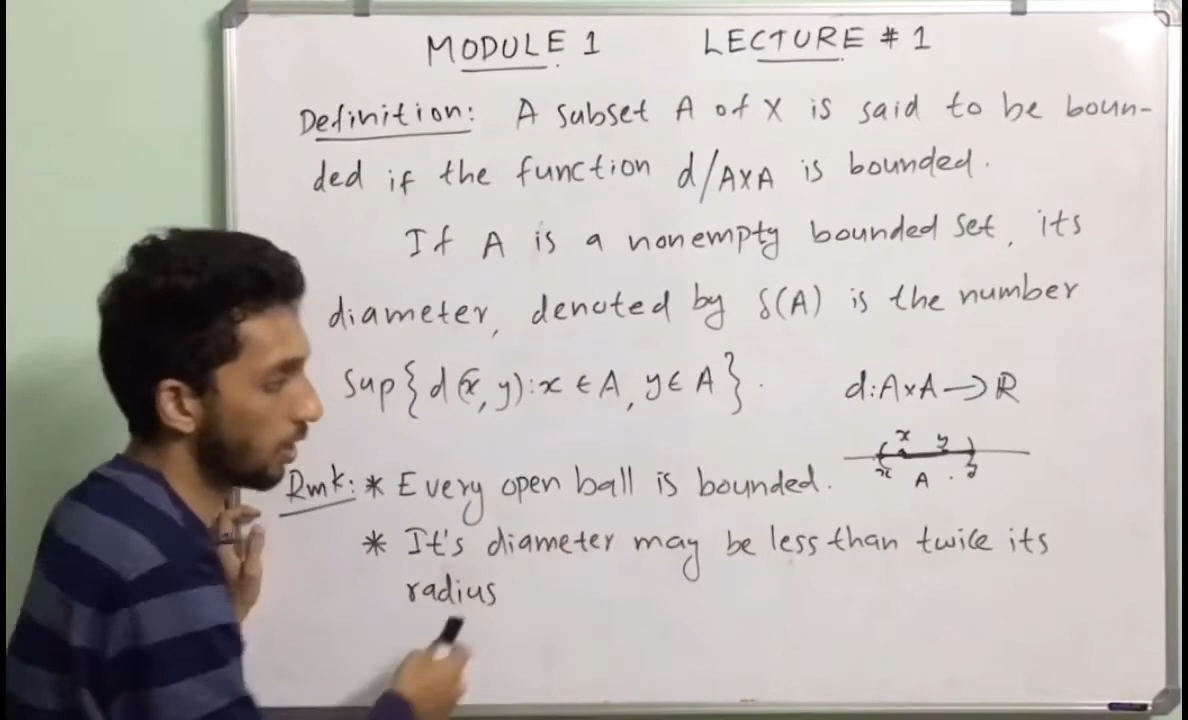 MODULE 1 LECTURE # 1
Definition: A subset A of X is said to be boun-
ded if the function d/AxA is bounded.
If A is a nonempty bounded set, its
diameter, denoted by δ(A) is the number
Sup{d(x, y): x ∈ A, y ∈ A}. d: A×A → R
x y
x A . y
Rmk: * Every open ball is bounded.
* It's diameter may be less than twice its
radius